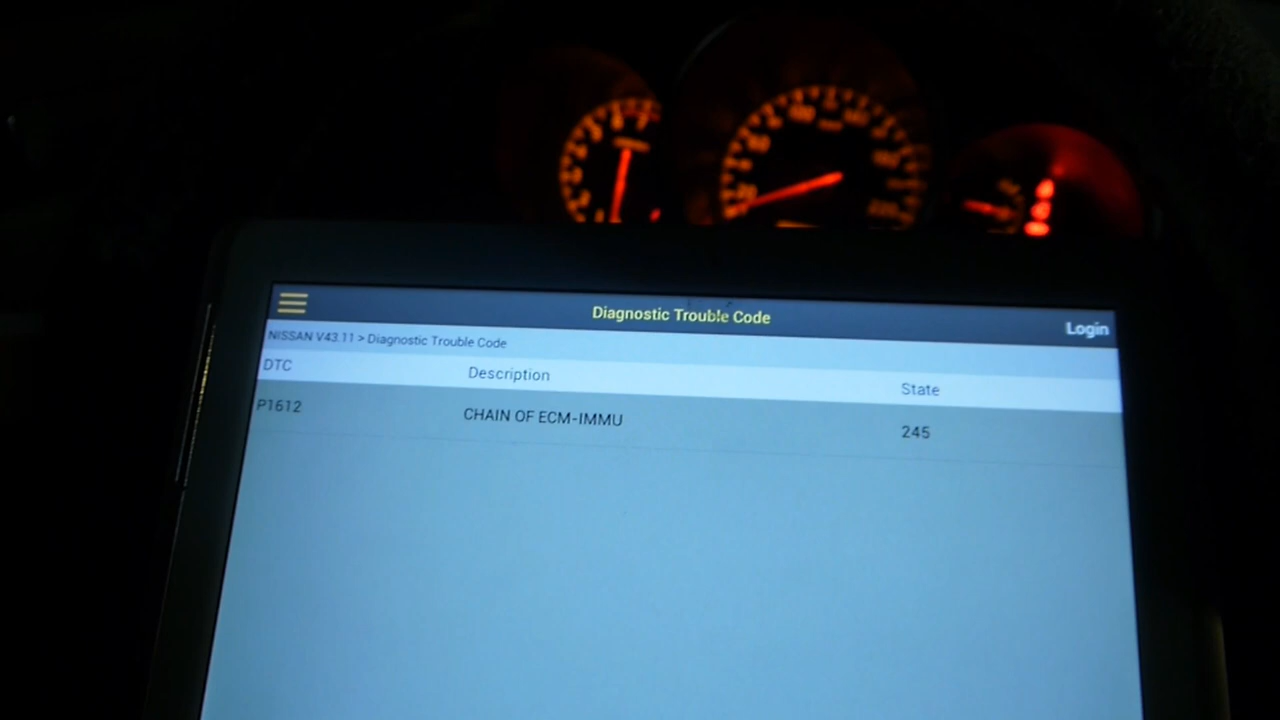 Diagnostic Trouble Code
Login
NISSAN V43.11 > Diagnostic Trouble Code
DTC Description State
P1612 CHAIN OF ECM-IMMU 245